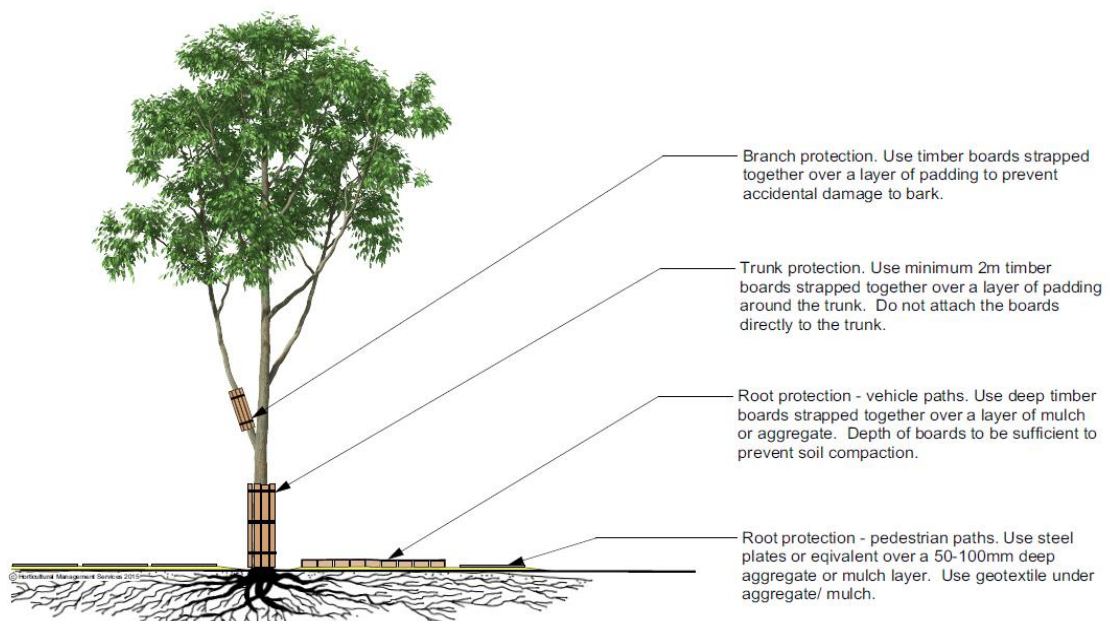 Branch protection. Use timber boards strapped
together over a layer of padding to prevent
accidental damage to bark.
Trunk protection. Use minimum 2m timber
boards strapped together over a layer of padding
around the trunk. Do not attach the boards
directly to the trunk.
Root protection - vehicle paths. Use deep timber
boards strapped together over a layer of mulch
or aggregate. Depth of boards to be sufficient to
prevent soil compaction.
Root protection - pedestrian paths. Use steel
plates or eqivalent over a 50-100mm deep
aggregate or mulch layer. Use geotextile under
aggregate/ mulch.
© Horticultural Management Services 2015